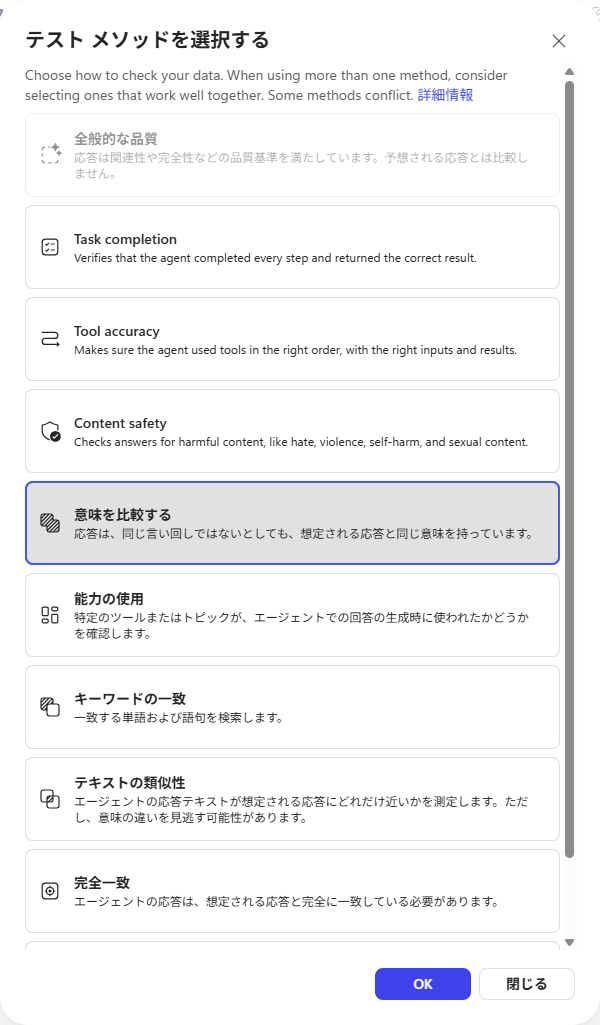 テスト メソッドを選択する
Choose how to check your data. When using more than one method, consider
selecting ones that work well together. Some methods conflict. 詳細情報
全般的な品質
応答は関連性や完全性などの品質基準を満たしています。予想される応答とは比較し
ません。
Task completion
Verifies that the agent completed every step and returned the correct result.
Tool accuracy
Makes sure the agent used tools in the right order, with the right inputs and results.
Content safety
Checks answers for harmful content, like hate, violence, self-harm, and sexual content.
意味を比較する
応答は、同じ言い回しではないとしても、想定される応答と同じ意味を持っています。
能力の使用
特定のツールまたはトピックが、エージェントでの回答の生成時に使われたかどうか
を確認します。
キーワードの一致
一致する単語および語句を検索します。
テキストの類似性
エージェントの応答テキストが想定される応答にどれだけ近いかを測定します。ただ
し、意味の違いを見逃す可能性があります。
完全一致
エージェントの応答は、想定される応答と完全に一致している必要があります。
OK
閉じる